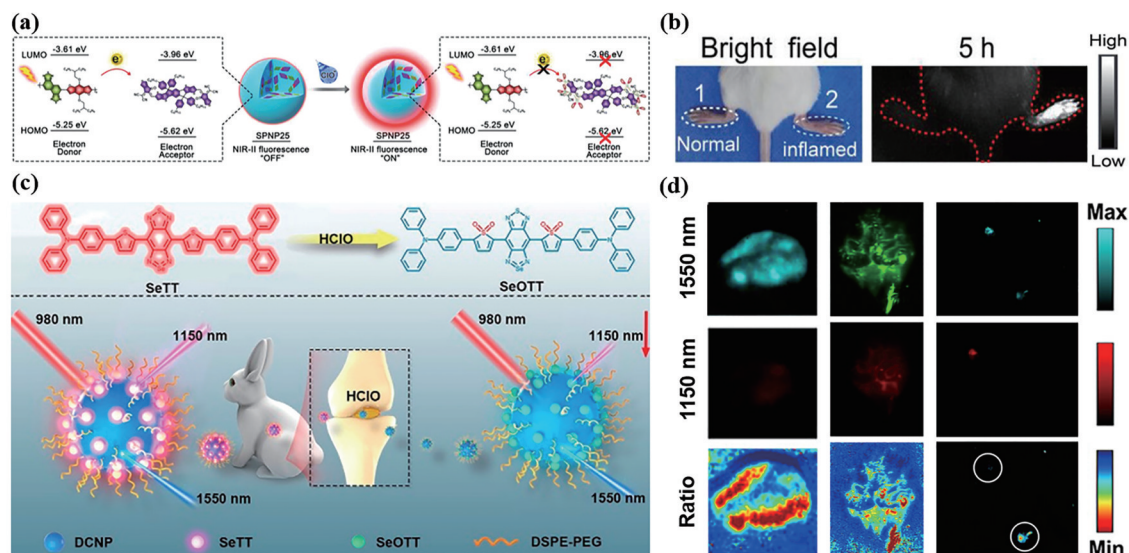 (a)
LUMO
-3.61 eV
-3.96 eV
HOMO
-5.25 eV
-5.62 eV
Electron
Donor
Electron
Acceptor
SPNP25
NIR-II fluorescence
"OFF"
ClO⁻
SPNP25
NIR-II fluorescence
"ON"
LUMO
-3.61 eV
-3.96 eV
HOMO
-5.25 eV
-5.62 eV
Electron
Donor
Electron
Acceptor
(b)
Bright field
5 h
1
2
Normal
inflamed
High
Low
(c)
SeTT
HClO
SeOTT
980 nm
1150 nm
1550 nm
HClO
980 nm
1150 nm
1550 nm
DCNP
SeTT
SeOTT
DSPE-PEG
(d)
1550 nm
1150 nm
Ratio
Max
Min